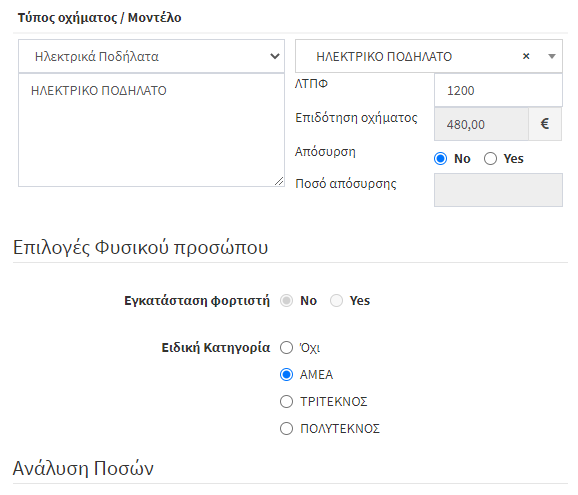 Τύπος οχήματος / Μοντέλο
Ηλεκτρικά Ποδήλατα
ΗΛΕΚΤΡΙΚΟ ΠΟΔΗΛΑΤΟ ×
ΗΛΕΚΤΡΙΚΟ ΠΟΔΗΛΑΤΟ
ΛΤΠΦ 1200
Επιδότηση οχήματος 480,00 €
Απόσυρση No Yes
Ποσό απόσυρσης
Επιλογές Φυσικού προσώπου
Εγκατάσταση φορτιστή No Yes
Ειδική Κατηγορία Όχι
ΑΜΕΑ
ΤΡΙΤΕΚΝΟΣ
ΠΟΛΥΤΕΚΝΟΣ
Ανάλυση Ποσών